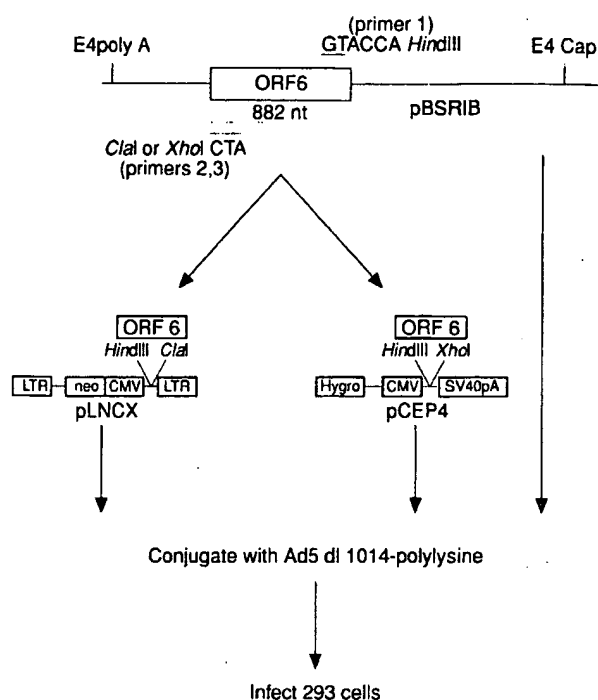 (primer 1)
E4poly A
GTACCA HindIII
E4 Cap
ORF6
882 nt
pBSRIB
ClaI or XhoI CTA
(primers 2,3)
ORF 6
HindIII ClaI
LTR neo CMV LTR
pLNCX
ORF 6
HindIII XhoI
Hygro CMV SV40pA
pCEP4
Conjugate with Ad5 dl 1014-polylysine
Infect 293 cells